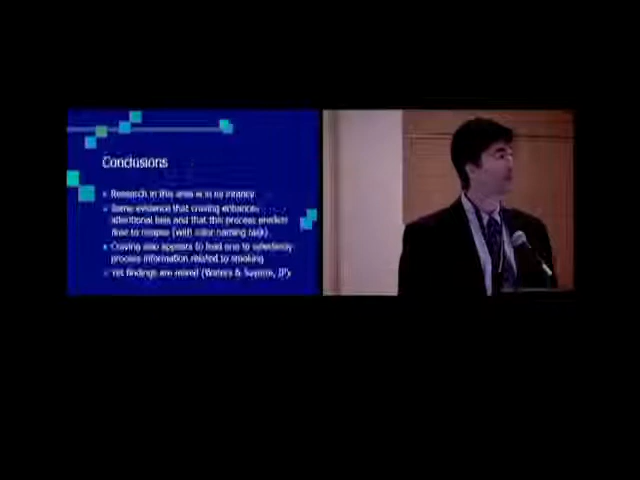 Conclusions
Research in this area is in its infancy
Some evidence that craving enhances
attentional bias and that this process predicts
time to relapse (with color naming task)
Craving also appears to lead one to selectively
process information related to smoking
Yet findings are mixed (Waters &